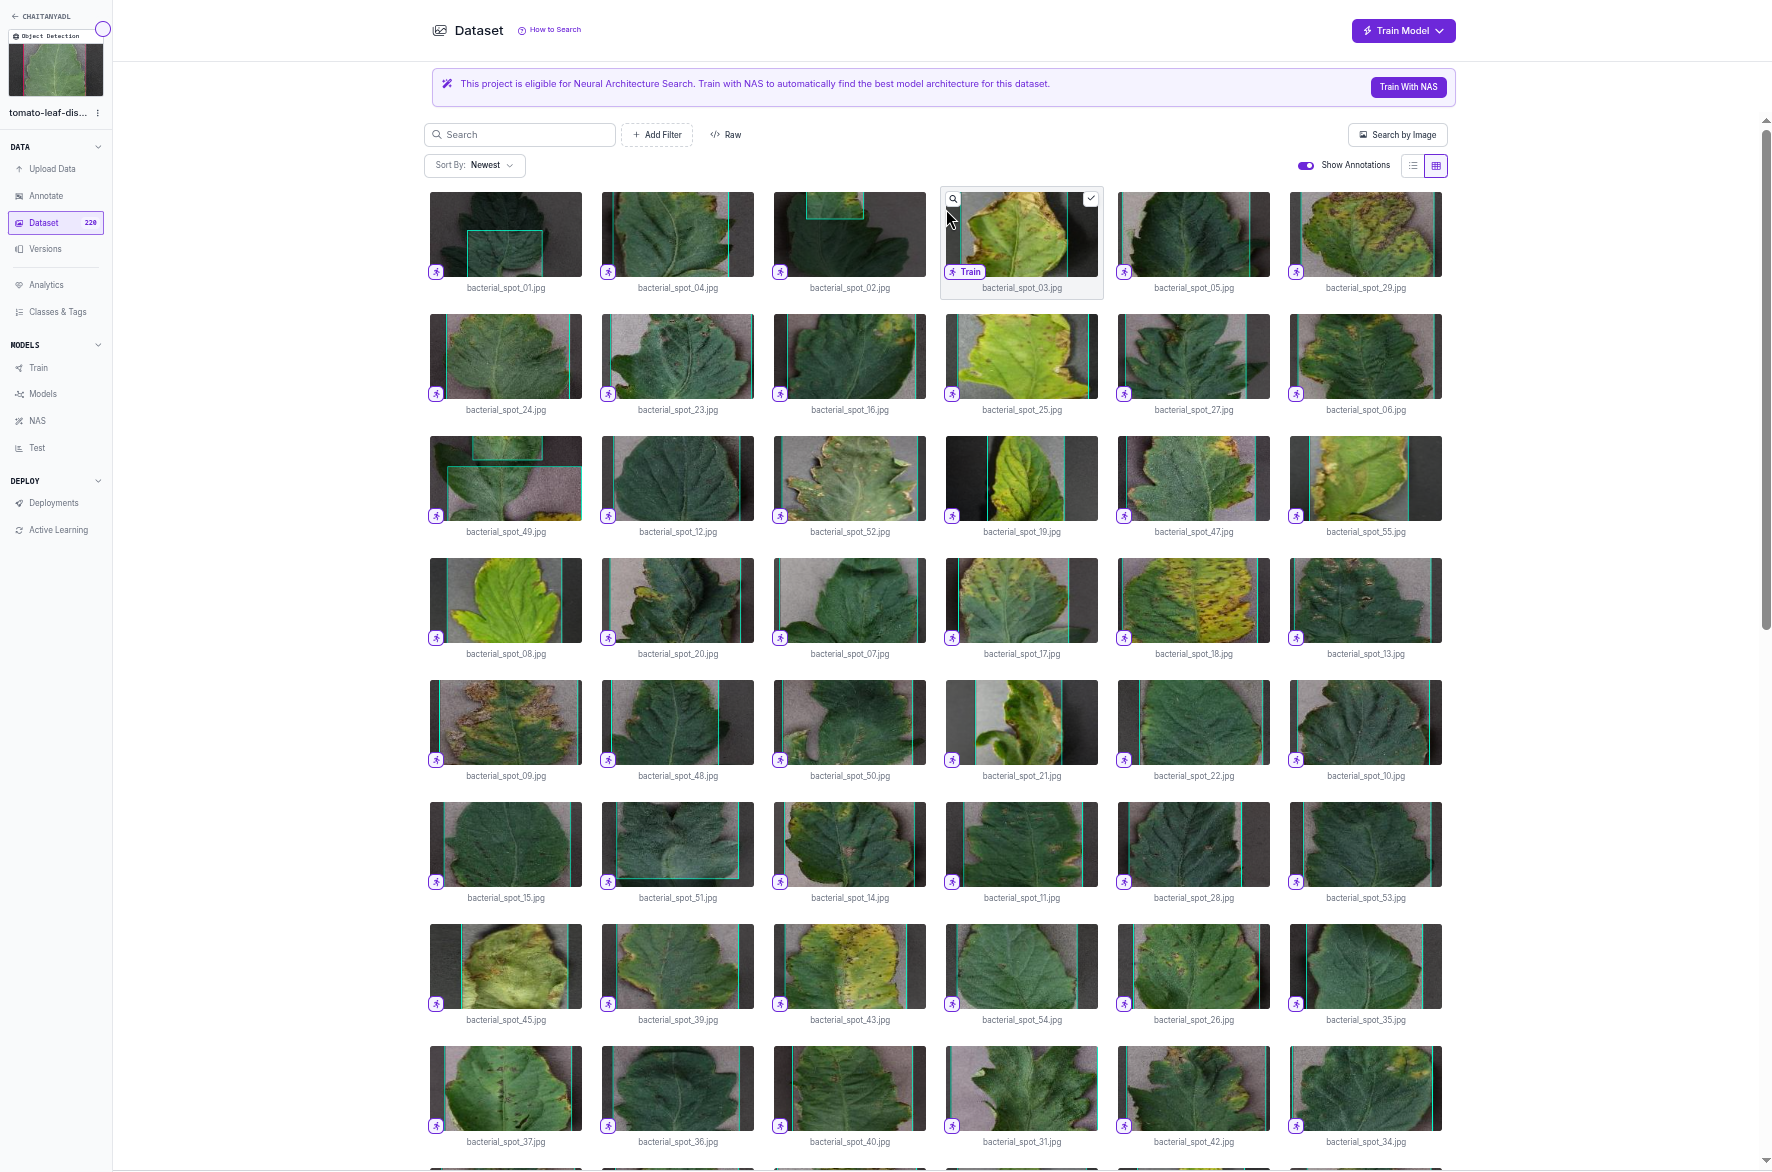 CHAITANYADL
Object Detection
tomato-leaf-dis...
DATA
Upload Data
Annotate
Dataset 220
Versions
Analytics
Classes & Tags
MODELS
Train
Models
NAS
Test
DEPLOY
Deployments
Active Learning
Dataset How to Search Train Model
This project is eligible for Neural Architecture Search. Train with NAS to automatically find the best model architecture for this dataset. Train With NAS
Search + Add Filter </> Raw Search by Image
Sort By: Newest Show Annotations
Train
bacterial_spot_01.jpg bacterial_spot_04.jpg bacterial_spot_02.jpg bacterial_spot_03.jpg bacterial_spot_05.jpg bacterial_spot_29.jpg
bacterial_spot_24.jpg bacterial_spot_23.jpg bacterial_spot_16.jpg bacterial_spot_25.jpg bacterial_spot_27.jpg bacterial_spot_06.jpg
bacterial_spot_49.jpg bacterial_spot_12.jpg bacterial_spot_52.jpg bacterial_spot_19.jpg bacterial_spot_47.jpg bacterial_spot_55.jpg
bacterial_spot_08.jpg bacterial_spot_20.jpg bacterial_spot_07.jpg bacterial_spot_17.jpg bacterial_spot_18.jpg bacterial_spot_13.jpg
bacterial_spot_09.jpg bacterial_spot_48.jpg bacterial_spot_50.jpg bacterial_spot_21.jpg bacterial_spot_22.jpg bacterial_spot_10.jpg
bacterial_spot_15.jpg bacterial_spot_51.jpg bacterial_spot_14.jpg bacterial_spot_11.jpg bacterial_spot_28.jpg bacterial_spot_53.jpg
bacterial_spot_45.jpg bacterial_spot_39.jpg bacterial_spot_43.jpg bacterial_spot_54.jpg bacterial_spot_26.jpg bacterial_spot_35.jpg
bacterial_spot_37.jpg bacterial_spot_36.jpg bacterial_spot_40.jpg bacterial_spot_31.jpg bacterial_spot_42.jpg bacterial_spot_34.jpg